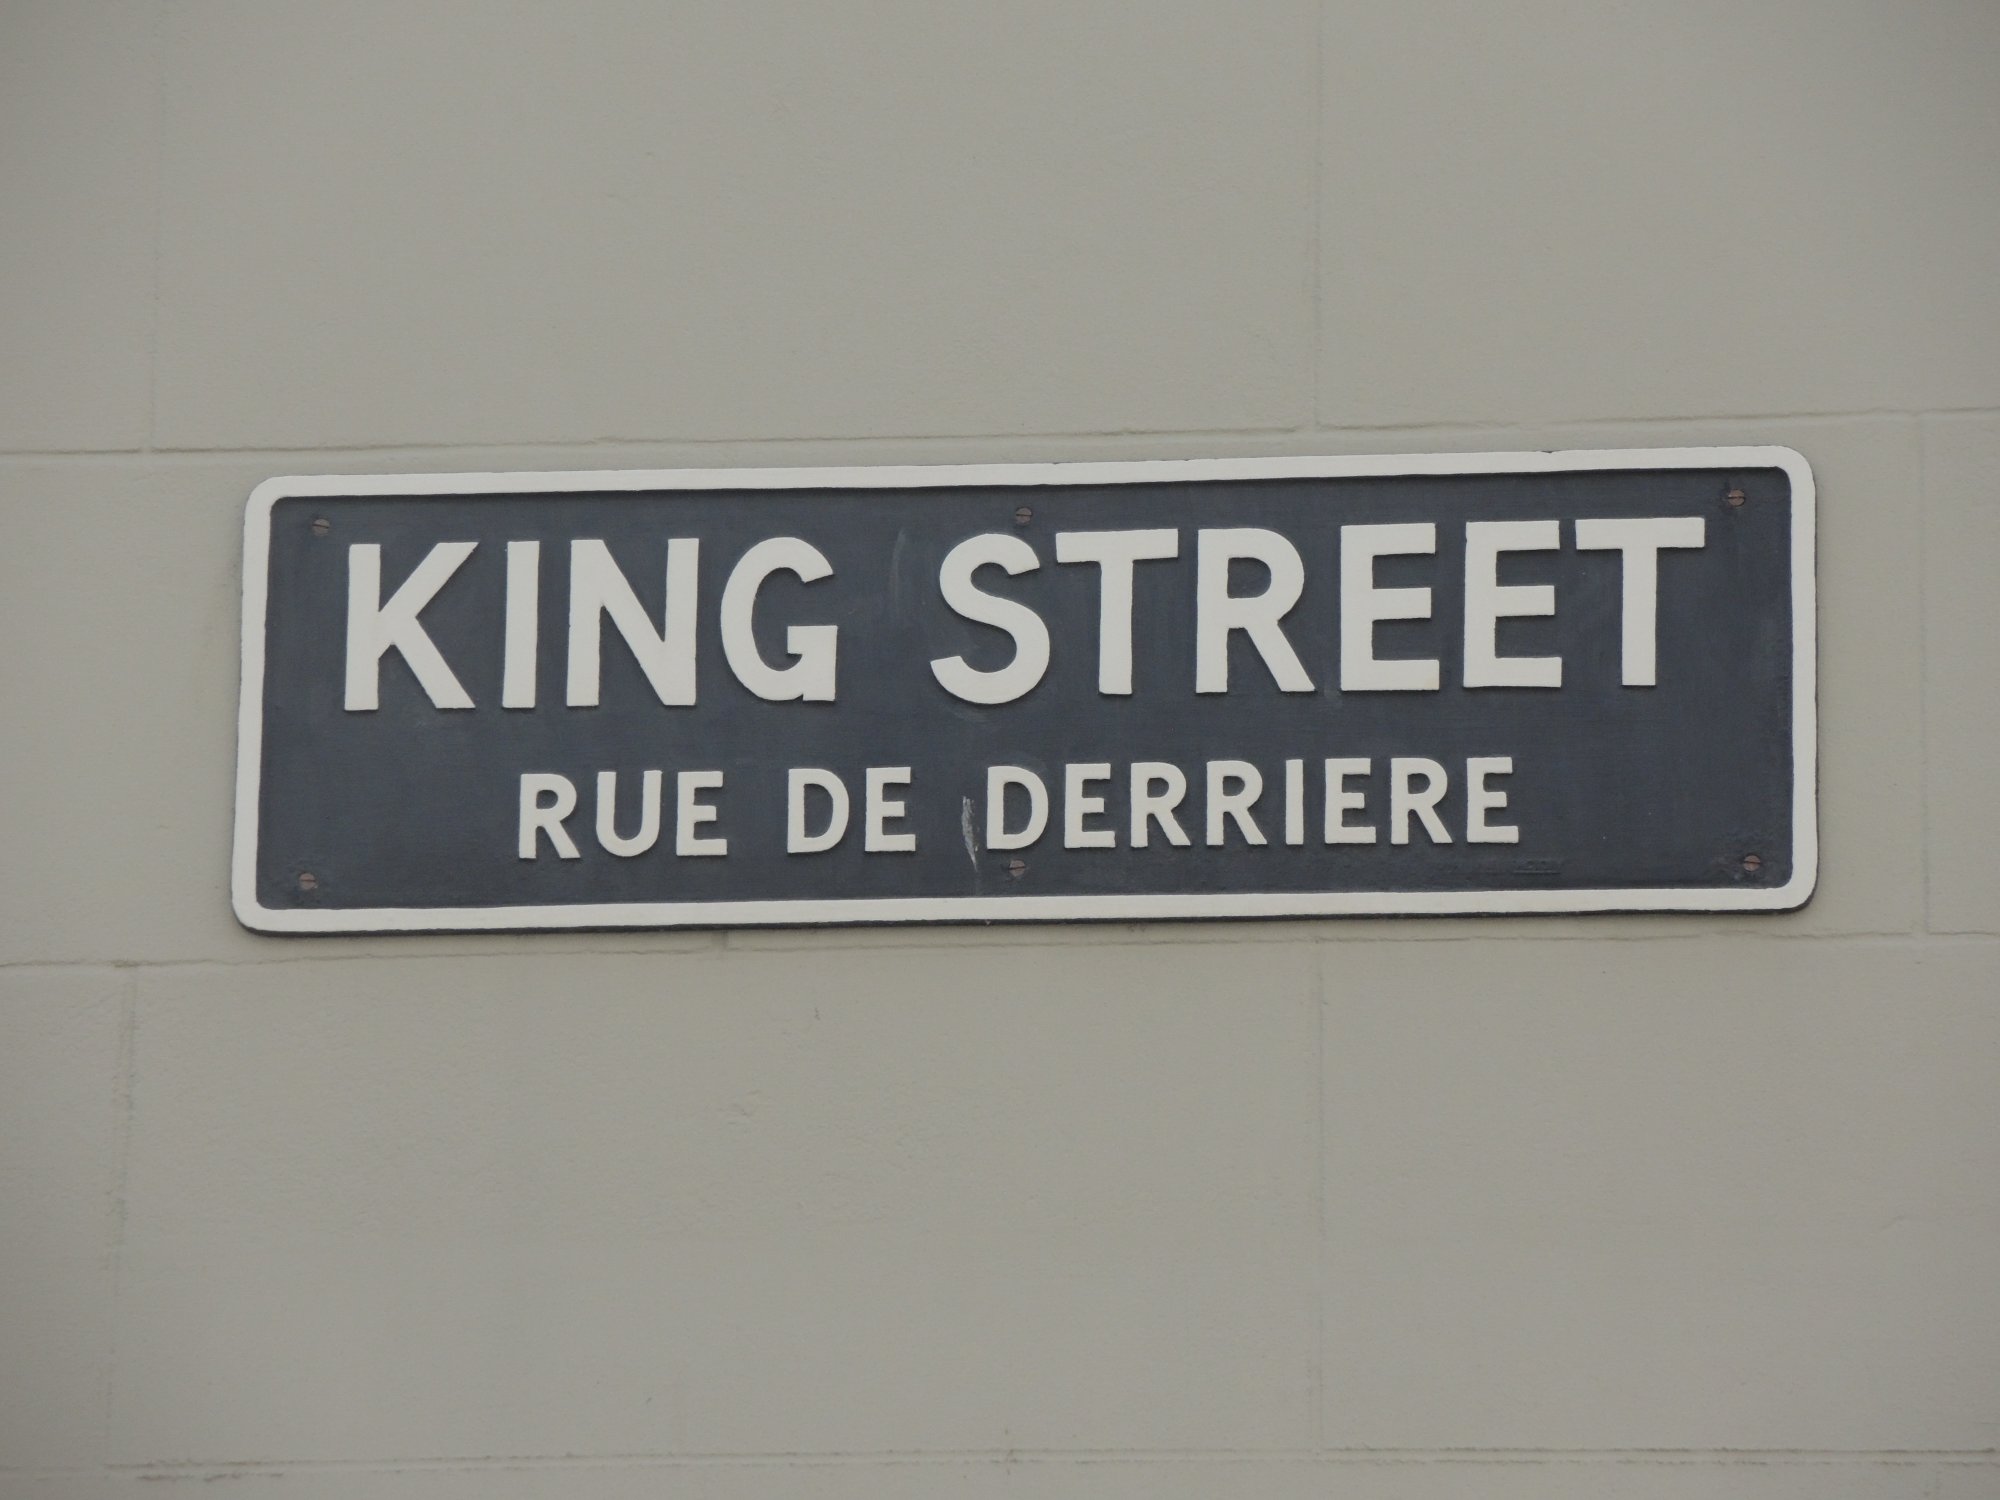 KING STREET
RUE DE DERRIERE